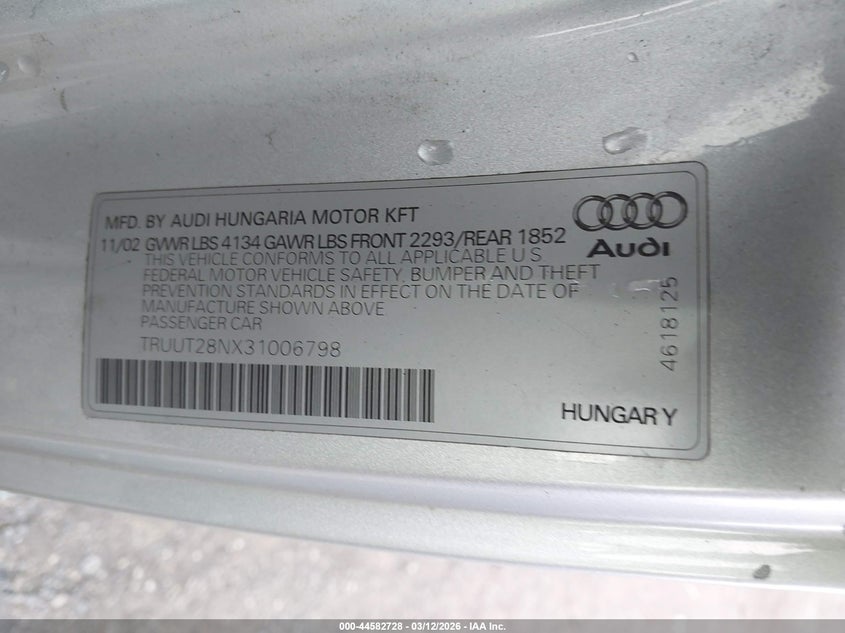 MFD. BY AUDI HUNGARIA MOTOR KFT
11/02 GVWR LBS 4134 GAWR LBS FRONT 2293/REAR 1852
THIS VEHICLE CONFORMS TO ALL APPLICABLE U S
FEDERAL MOTOR VEHICLE SAFETY, BUMPER AND THEFT
PREVENTION STANDARDS IN EFFECT ON THE DATE OF
MANUFACTURE SHOWN ABOVE
PASSENGER CAR
TRUUT28NX31006798
Audi
4618125
HUNGARY
000-44582728 - 03/12/2026 - IAA Inc.